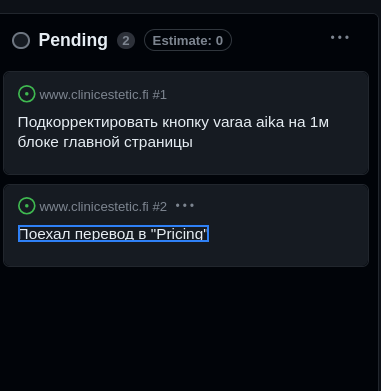 Pending 2 Estimate: 0
www.clinicestetic.fi #1
Подкорректировать кнопку varaa aika на 1м
блоке главной страницы
www.clinicestetic.fi #2
Поехал перевод в "Pricing"